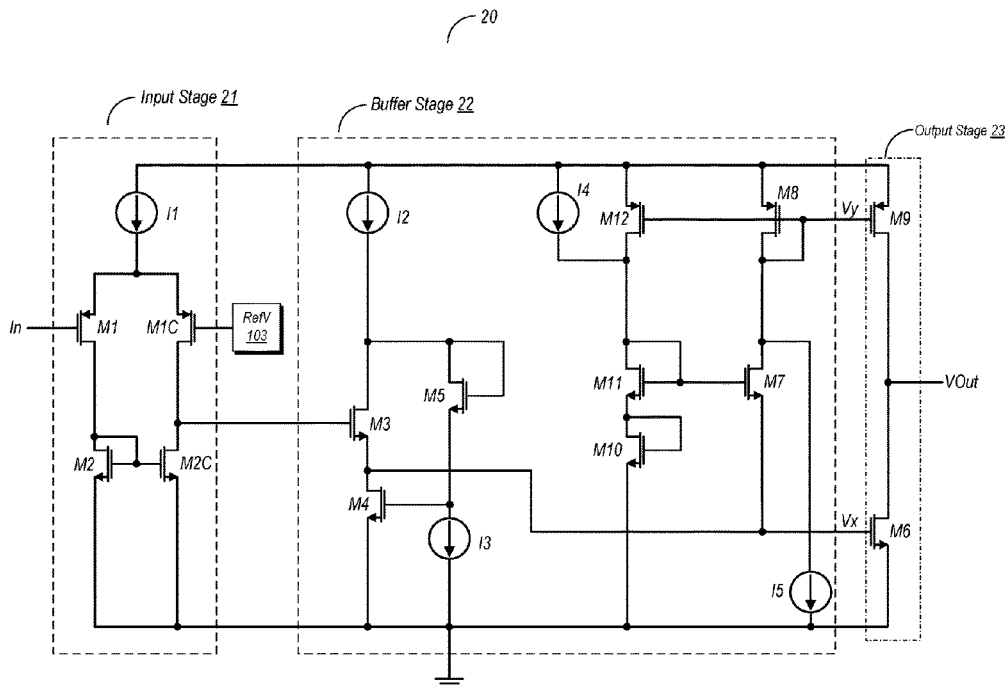 20
Input Stage 21
Buffer Stage 22
Output Stage 23
I1
I2
I4
M12
M8
Vy
M9
In
M1
M1C
RefV
103
M5
M11
M7
VOut
M3
M2
M2C
M10
M4
I3
Vx
M6
I5